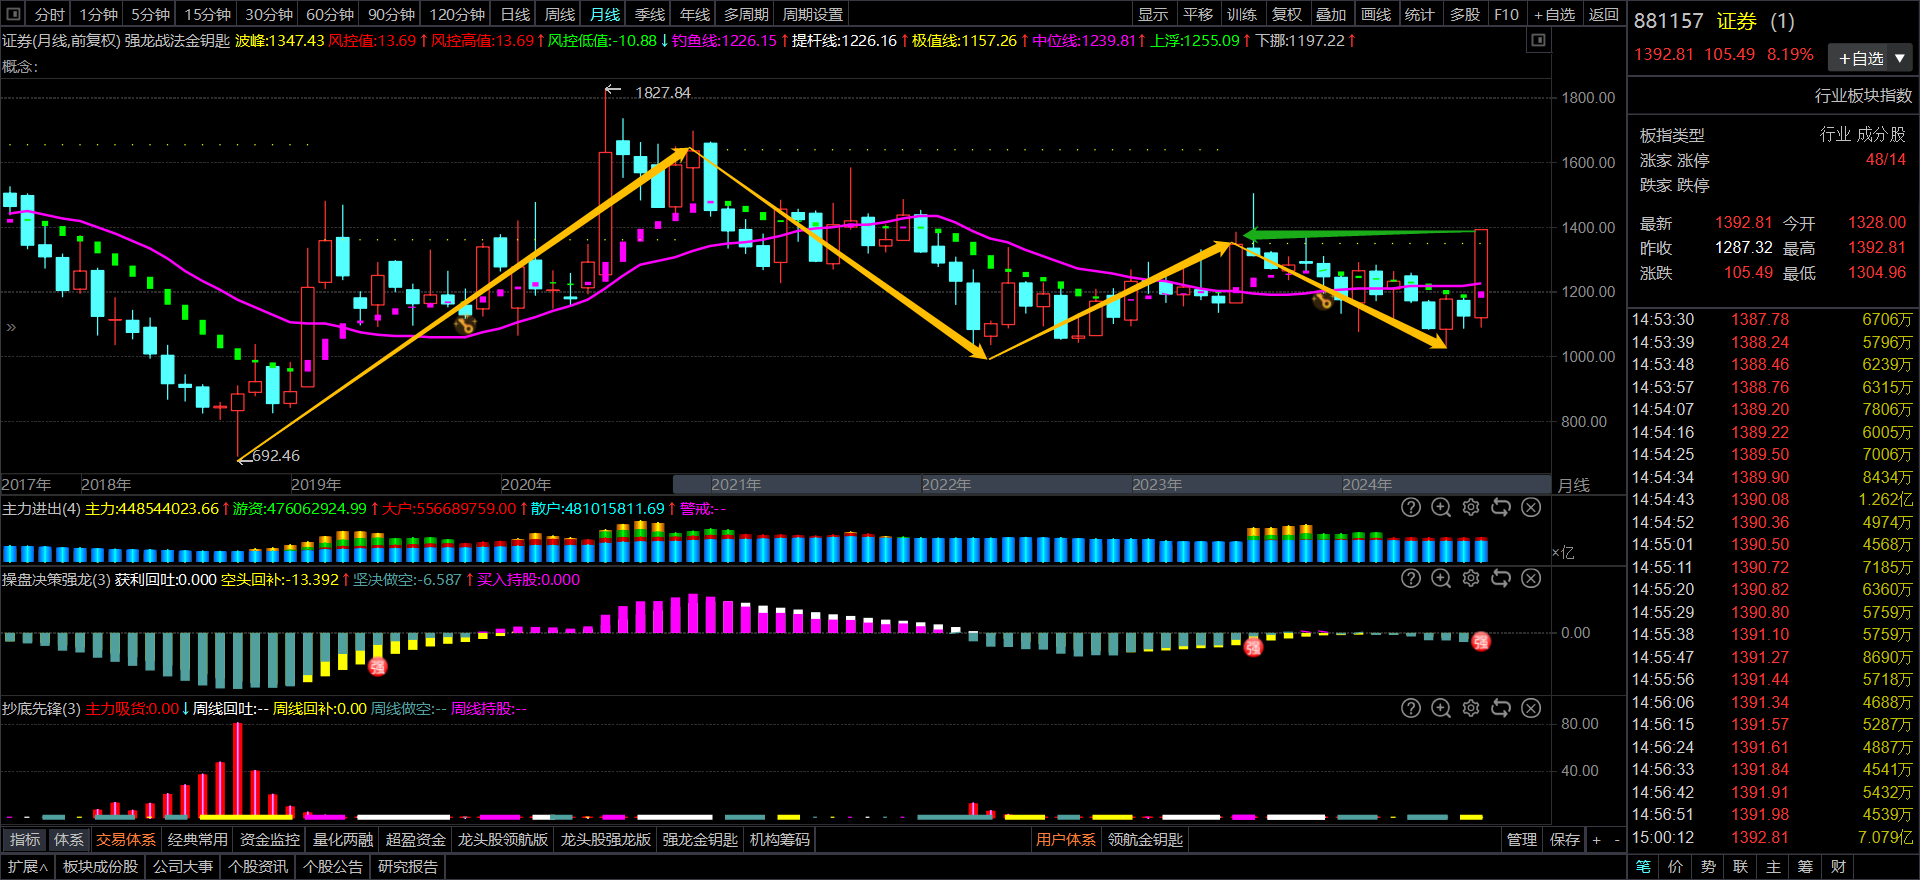 分时 1分钟 5分钟 15分钟 30分钟 60分钟 90分钟 120分钟 日线 周线 月线 季线 年线 多周期 周期设置 显示 平移 训练 复权 叠加 画线 统计 多股 F10 +自选 返回
证券(月线,前复权) 强龙战法金钥匙 波峰:1347.43 风控值:13.69↑ 风控高值:13.69↑ 风控低值:-10.88↓ 钓鱼线:1226.15↑ 提杆线:1226.16↑ 极值线:1157.26↑ 中位线:1239.81↑ 上浮:1255.09↑ 下挪:1197.22↑
概念:
1827.84
692.46
1800.00
1600.00
1400.00
1200.00
1000.00
800.00
»
2017年 2018年 2019年 2020年 2021年 2022年 2023年 2024年 月线
主力进出(4) 主力:448544023.66↑ 游资:476062924.99↑ 大户:556689759.00↑ 散户:481015811.69↑ 警戒:--
×亿
操盘决策强龙(3) 获利回吐:0.000 空头回补:-13.392↑ 坚决做空:-6.587↑ 买入持股:0.000
0.00
强 强 强
抄底先锋(3) 主力吸货:0.00↓ 周线回吐:-- 周线回补:0.00 周线做空:-- 周线持股:--
80.00
40.00
指标 体系 交易体系 经典常用 资金监控 量化两融 超盈资金 龙头股领航版 龙头股强龙版 强龙金钥匙 机构筹码 用户体系 领航金钥匙 管理 保存 + -
扩展∧ 板块成份股 公司大事 个股资讯 个股公告 研究报告
881157 证券 (1)
1392.81 105.49 8.19% +自选 ▼
行业板块指数
板指类型 行业 成分股
涨家 涨停 48/14
跌家 跌停
最新 1392.81 今开 1328.00
昨收 1287.32 最高 1392.81
涨跌 105.49 最低 1304.96
14:53:30 1387.78 6706万
14:53:39 1388.24 5796万
14:53:48 1388.46 6239万
14:53:57 1388.76 6315万
14:54:07 1389.20 7806万
14:54:16 1389.22 6005万
14:54:25 1389.50 7006万
14:54:34 1389.90 8434万
14:54:43 1390.08 1.262亿
14:54:52 1390.36 4974万
14:55:01 1390.50 4568万
14:55:11 1390.72 7185万
14:55:20 1390.82 6360万
14:55:29 1390.80 5759万
14:55:38 1391.10 5759万
14:55:47 1391.27 8690万
14:55:56 1391.44 5718万
14:56:06 1391.34 4688万
14:56:15 1391.57 5287万
14:56:24 1391.61 4887万
14:56:33 1391.84 4541万
14:56:42 1391.91 5432万
14:56:51 1391.98 4539万
15:00:12 1392.81 7.079亿
笔 价 势 联 主 筹 财